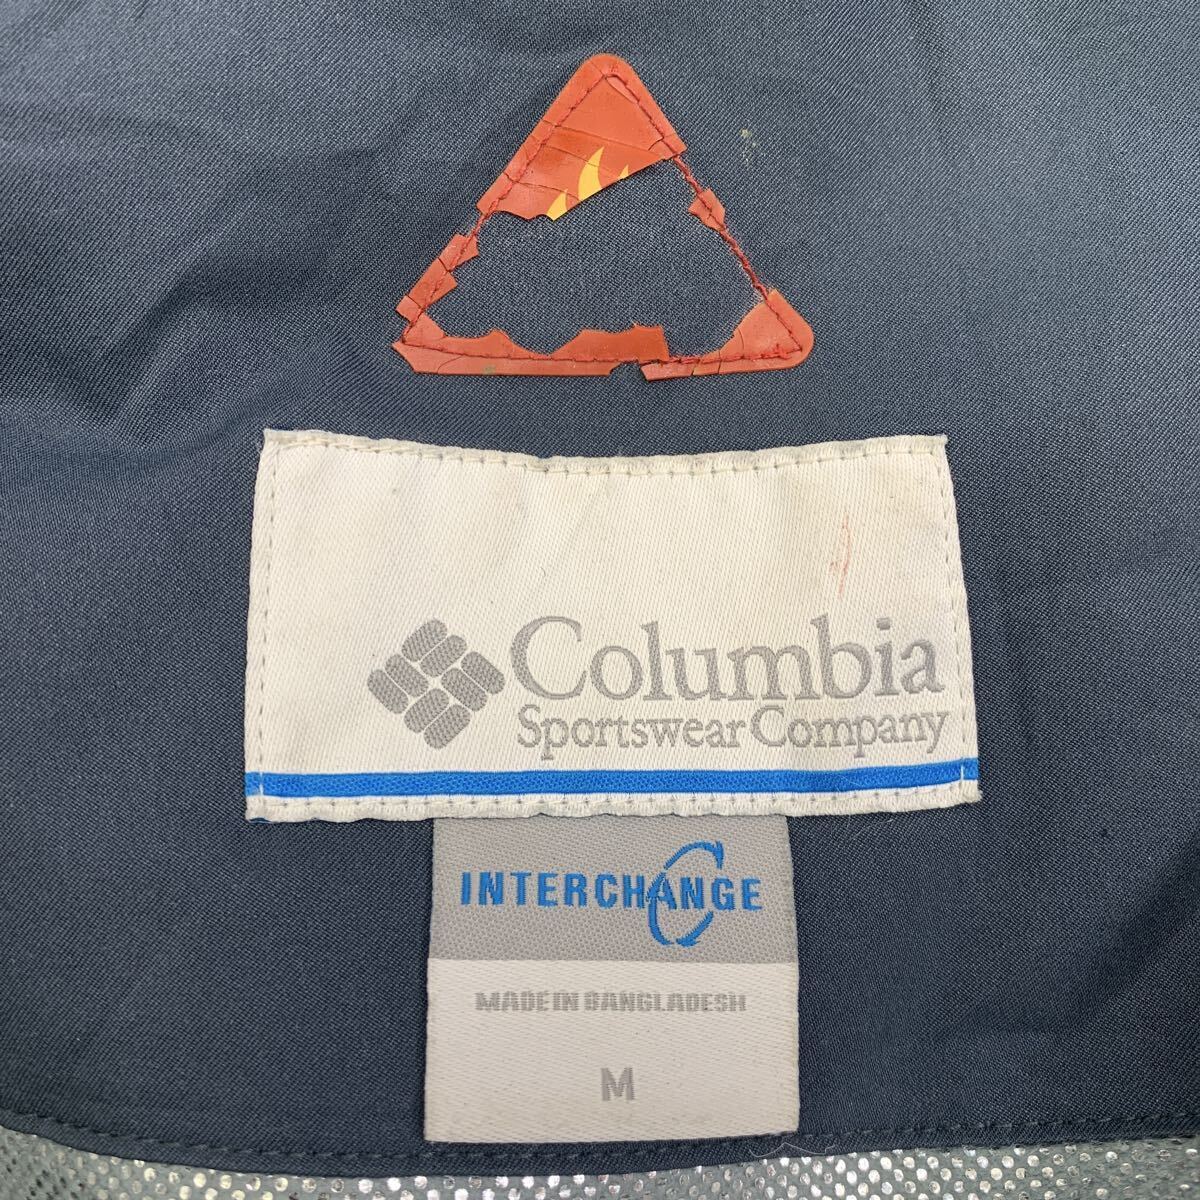 Columbia
Sportswear Company
INTERCHANGE
MADE IN BANGLADESH
M